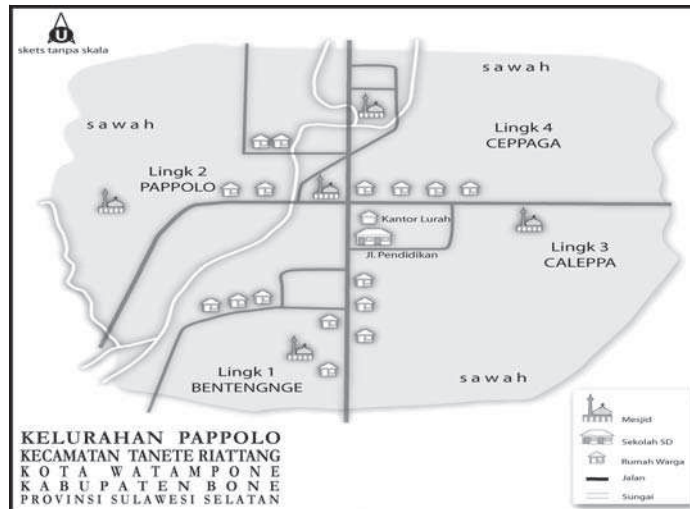 U
skets tanpa skala
sawah
sawah
Lingk 4
CEPPAGA
Lingk 2
PAPPOLO
Kantor Lurah
Jl. Pendidikan
Lingk 3
CALEPPA
Lingk 1
BENTENGNGE
sawah
KELURAHAN PAPPOLO
KECAMATAN TANETE RIATTANG
KOTA WATAMPONE
KABUPATEN BONE
PROVINSI SULAWESI SELATAN
Mesjid
Sekolah SD
Rumah Warga
Jalan
Sungai